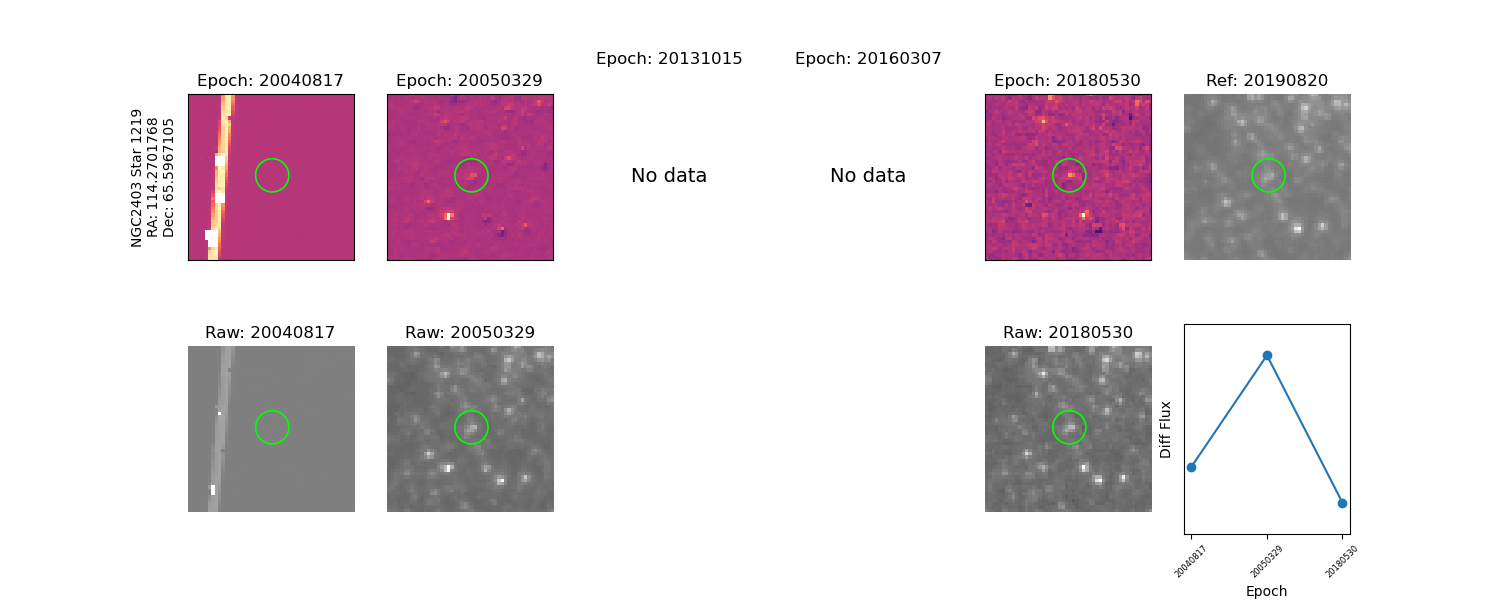 Epoch: 20040817
Epoch: 20050329
Epoch: 20131015
Epoch: 20160307
Epoch: 20180530
Ref: 20190820
NGC2403 Star 1219
RA: 114.2701768
Dec: 65.5967105
No data
No data
Raw: 20040817
Raw: 20050329
Raw: 20180530
Diff Flux
20040817
20050329
20180530
Epoch